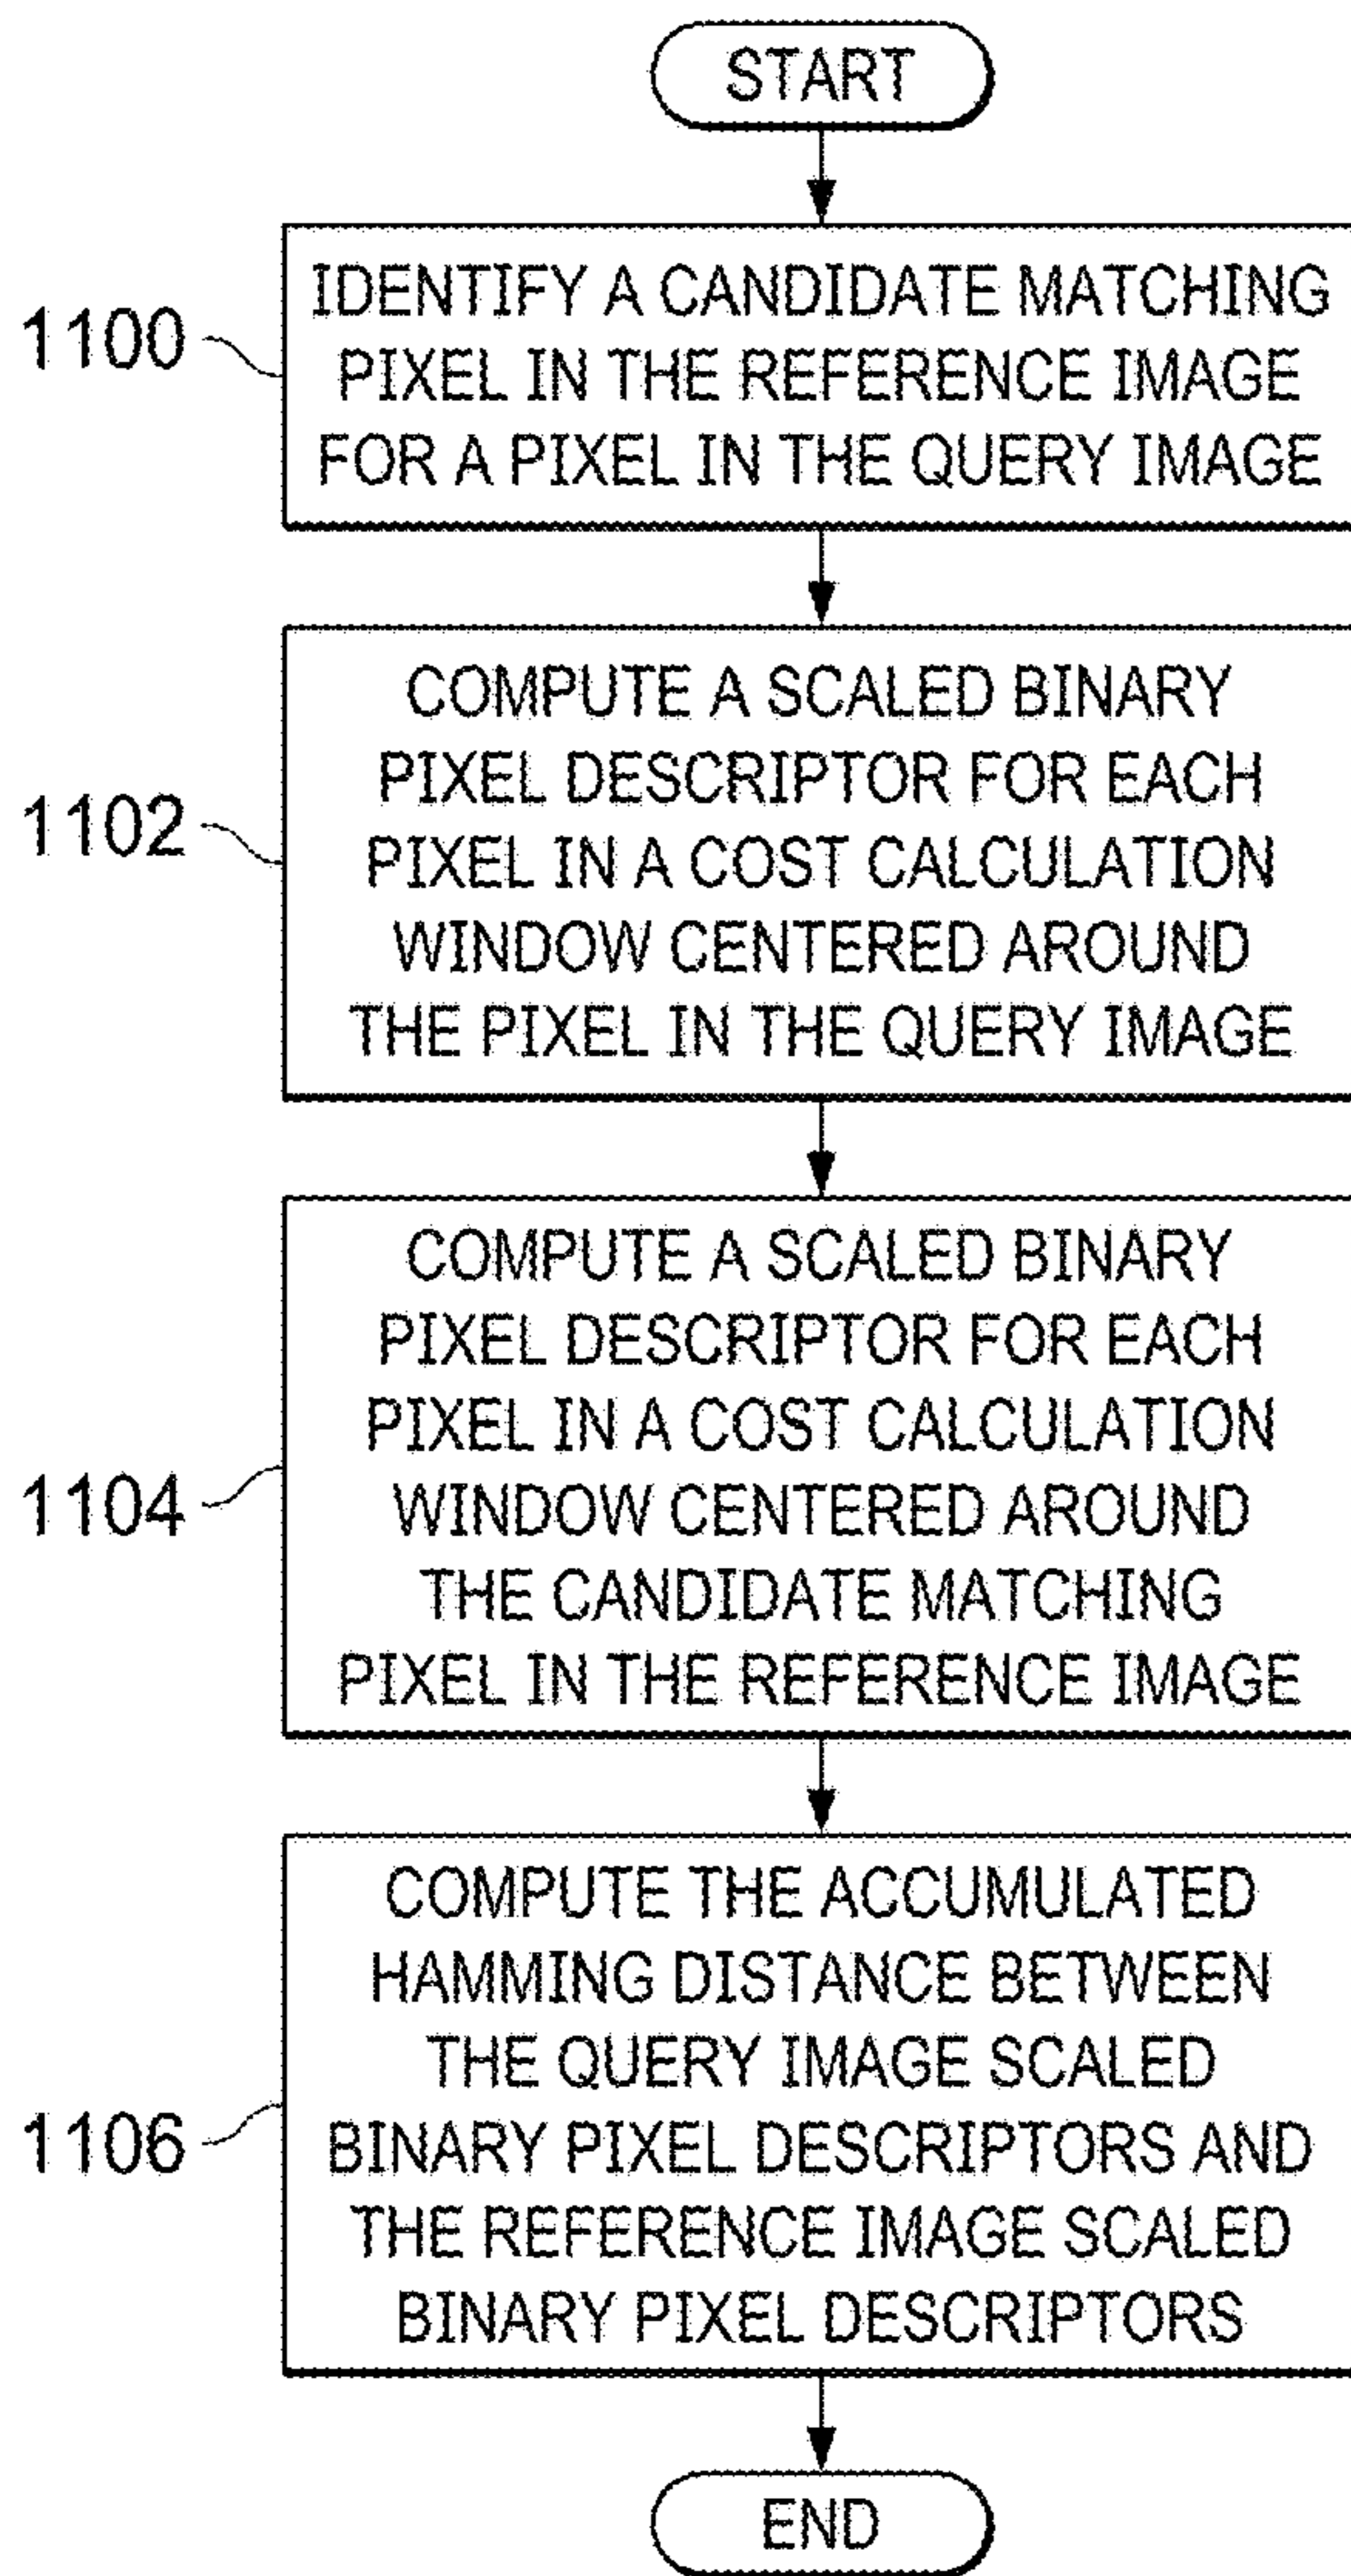 START
1100
IDENTIFY A CANDIDATE MATCHING
PIXEL IN THE REFERENCE IMAGE
FOR A PIXEL IN THE QUERY IMAGE
1102
COMPUTE A SCALED BINARY
PIXEL DESCRIPTOR FOR EACH
PIXEL IN A COST CALCULATION
WINDOW CENTERED AROUND
THE PIXEL IN THE QUERY IMAGE
1104
COMPUTE A SCALED BINARY
PIXEL DESCRIPTOR FOR EACH
PIXEL IN A COST CALCULATION
WINDOW CENTERED AROUND
THE CANDIDATE MATCHING
PIXEL IN THE REFERENCE IMAGE
1106
COMPUTE THE ACCUMULATED
HAMMING DISTANCE BETWEEN
THE QUERY IMAGE SCALED
BINARY PIXEL DESCRIPTORS AND
THE REFERENCE IMAGE SCALED
BINARY PIXEL DESCRIPTORS
END